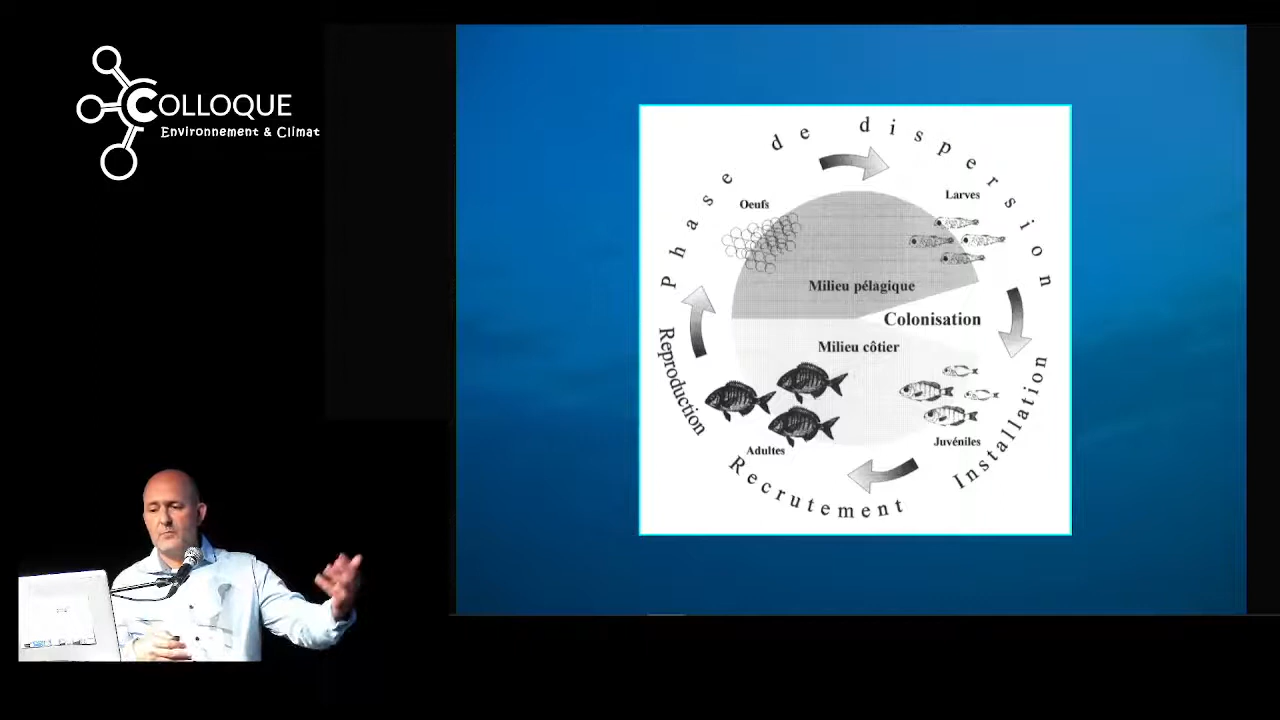 COLLOQUE
Environnement & Climat
Phase de dispersion
Oeufs
Larves
Milieu pélagique
Colonisation
Milieu côtier
Reproduction
Adultes
Juvéniles
Recrutement
Installation